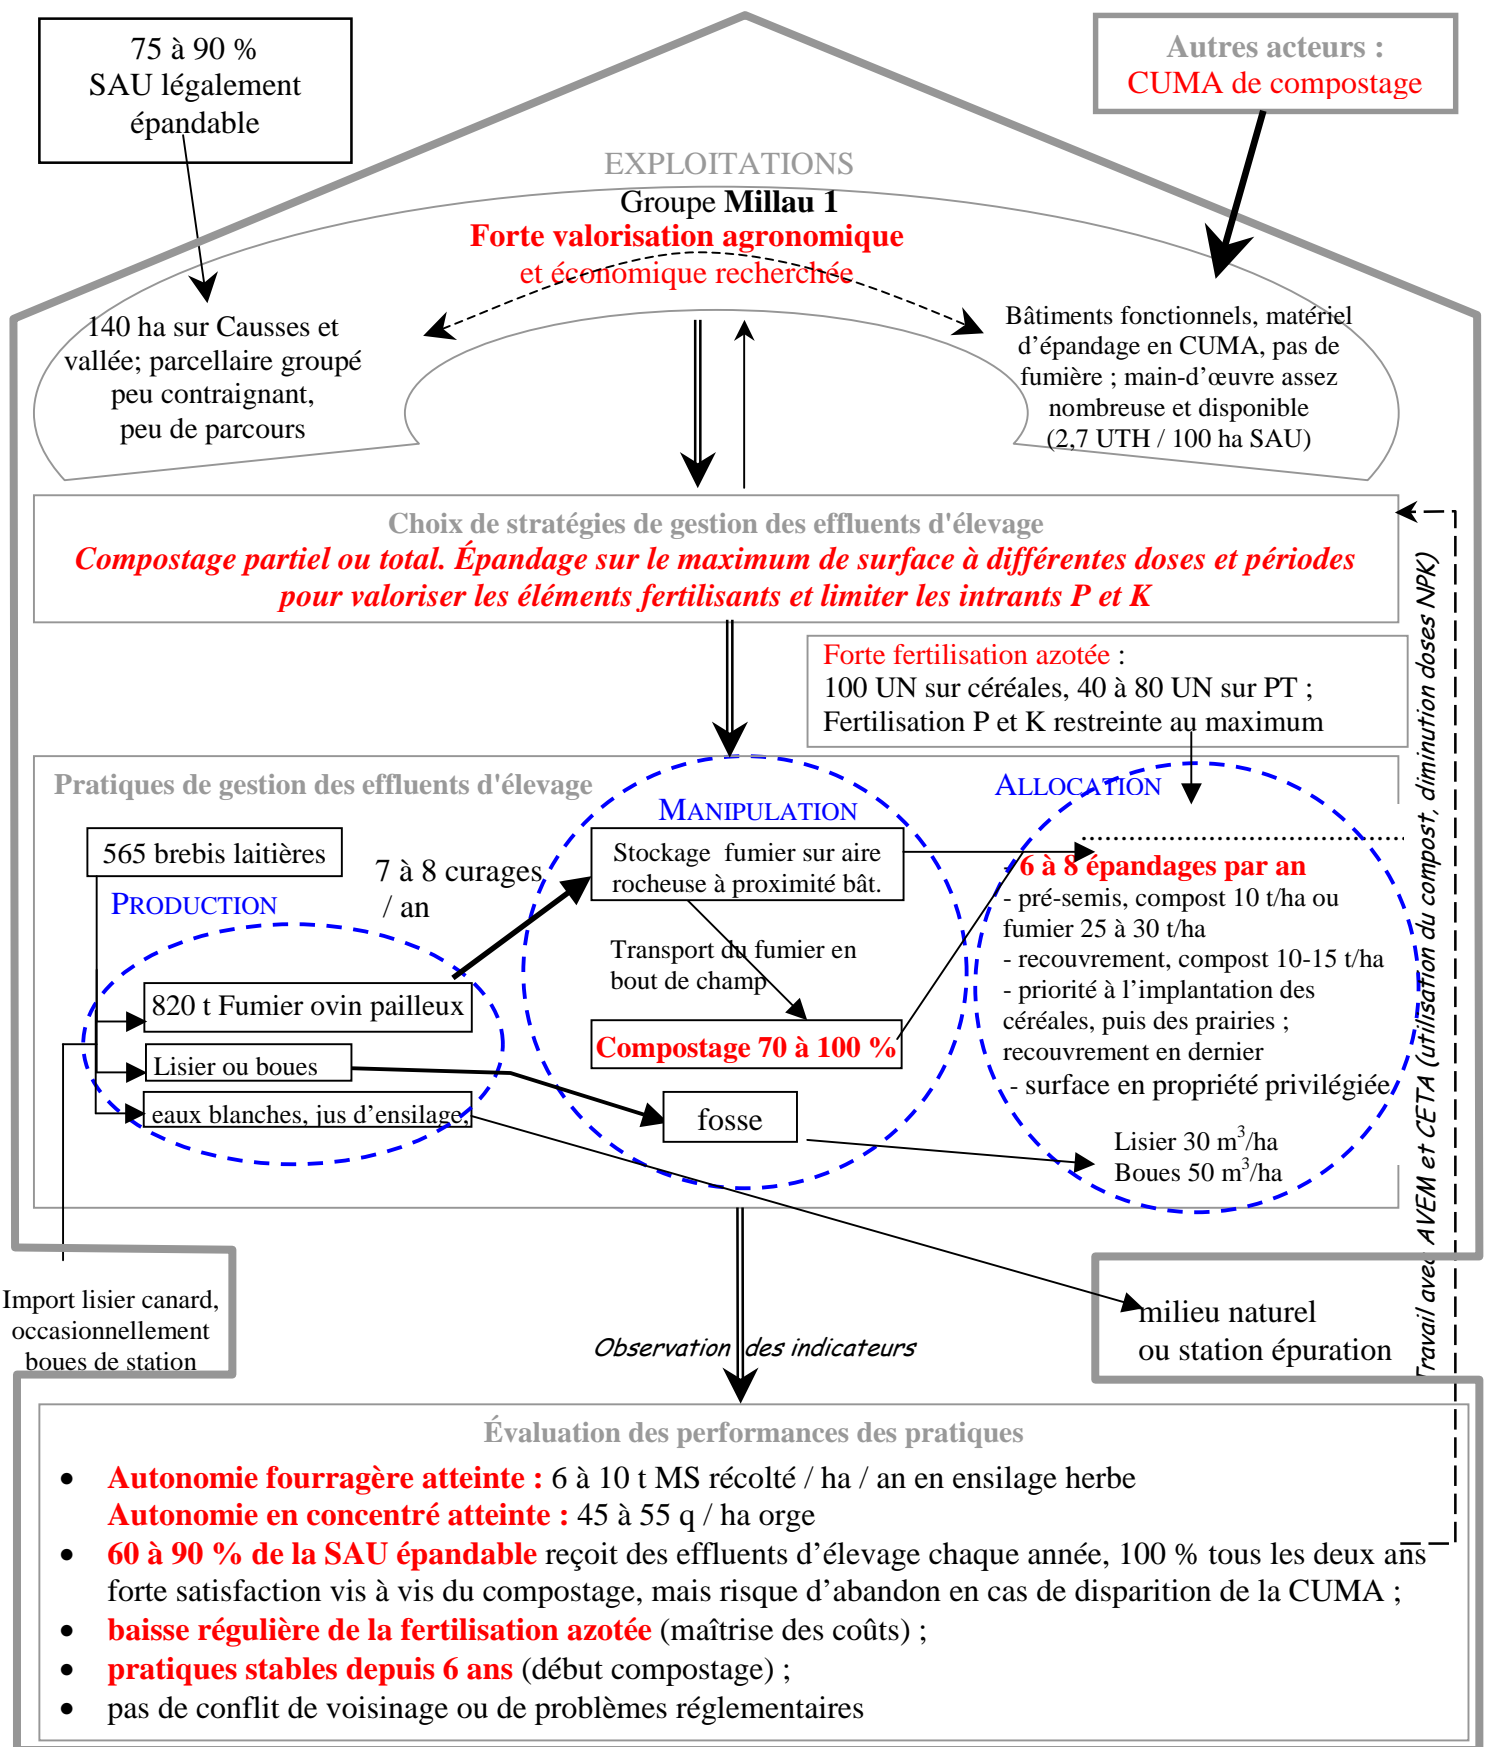 75 à 90 %
SAU légalement
épandable
Autres acteurs :
CUMA de compostage
EXPLOITATIONS
Groupe Millau 1
Forte valorisation agronomique
et économique recherchée
140 ha sur Causses et
vallée; parcellaire groupé
peu contraignant,
peu de parcours
Bâtiments fonctionnels, matériel
d'épandage en CUMA, pas de
fumière ; main-d'œuvre assez
nombreuse et disponible
(2,7 UTH / 100 ha SAU)
Choix de stratégies de gestion des effluents d'élevage
Compostage partiel ou total. Épandage sur le maximum de surface à différentes doses et périodes
pour valoriser les éléments fertilisants et limiter les intrants P et K
Forte fertilisation azotée :
100 UN sur céréales, 40 à 80 UN sur PT ;
Fertilisation P et K restreinte au maximum
Travail avec AVEM et CETA (utilisation du compost, diminution doses NPK)
Pratiques de gestion des effluents d'élevage
PRODUCTION
565 brebis laitières
7 à 8 curages
/ an
820 t Fumier ovin pailleux
Lisier ou boues
eaux blanches, jus d'ensilage,
MANIPULATION
Stockage fumier sur aire
rocheuse à proximité bât.
Transport du fumier en
bout de champ
Compostage 70 à 100 %
fosse
ALLOCATION
- 6 à 8 épandages par an
- pré-semis, compost 10 t/ha ou
fumier 25 à 30 t/ha
- recouvrement, compost 10-15 t/ha
- priorité à l'implantation des
céréales, puis des prairies ;
recouvrement en dernier
- surface en propriété privilégiée
Lisier 30 m³/ha
Boues 50 m³/ha
Import lisier canard,
occasionnellement
boues de station
Observation des indicateurs
milieu naturel
ou station épuration
Évaluation des performances des pratiques
• Autonomie fourragère atteinte : 6 à 10 t MS récolté / ha / an en ensilage herbe
Autonomie en concentré atteinte : 45 à 55 q / ha orge
• 60 à 90 % de la SAU épandable reçoit des effluents d'élevage chaque année, 100 % tous les deux ans
forte satisfaction vis à vis du compostage, mais risque d'abandon en cas de disparition de la CUMA ;
• baisse régulière de la fertilisation azotée (maîtrise des coûts) ;
• pratiques stables depuis 6 ans (début compostage) ;
• pas de conflit de voisinage ou de problèmes réglementaires